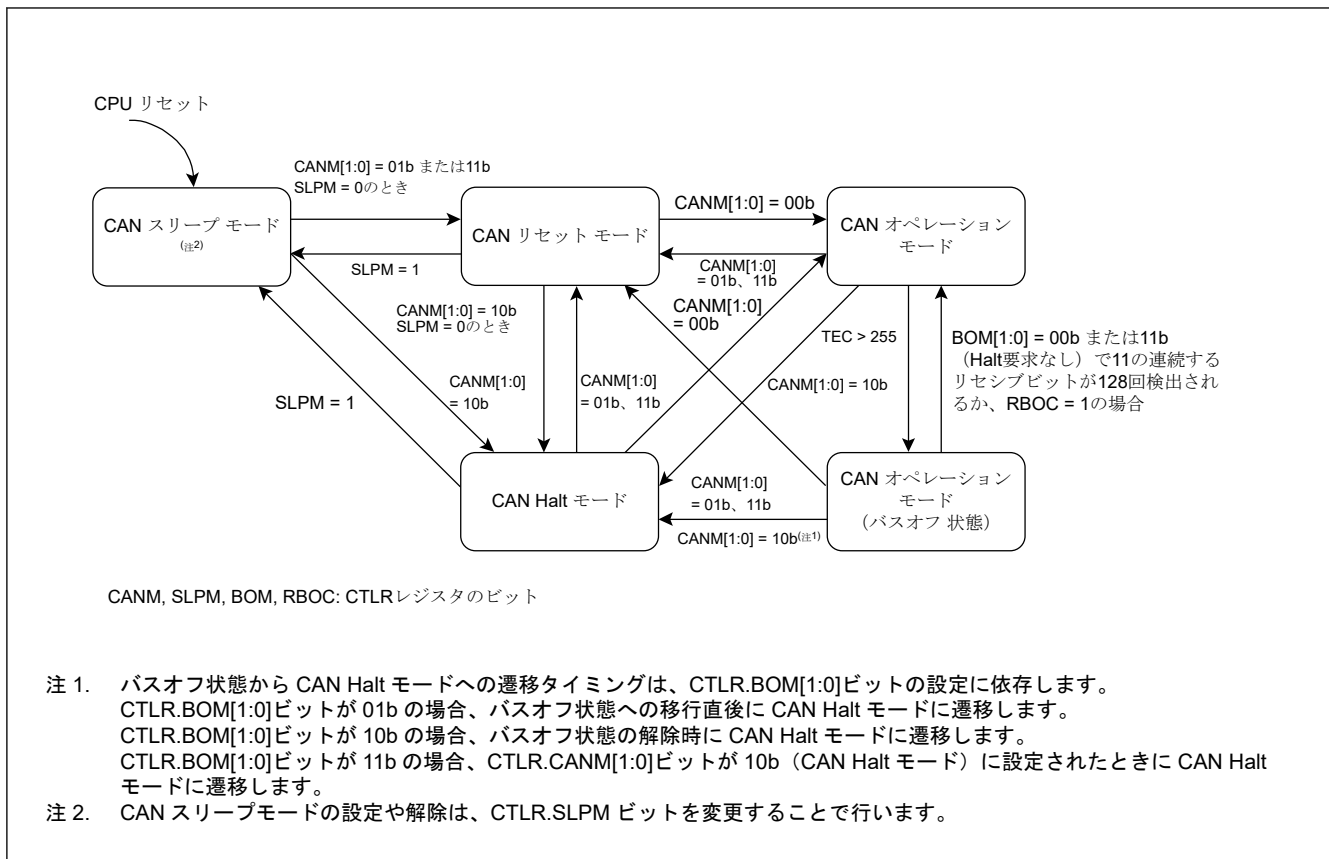 CPU リセット
CANM[1:0] = 01b または11b
SLPM = 0のとき
CAN スリープ モード
(注2)
CAN リセット モード
CANM[1:0] = 00b
CAN オペレーション
モード
SLPM = 1
CANM[1:0]
= 01b、11b
CANM[1:0] = 10b
SLPM = 0のとき
CANM[1:0]
= 00b
TEC > 255
BOM[1:0] = 00b または11b
(Halt要求なし)で11の連続する
リセシブビットが128回検出され
るか、RBOC = 1の場合
SLPM = 1
CANM[1:0]
= 10b
CANM[1:0]
= 01b、11b
CANM[1:0] = 10b
CAN Halt モード
CANM[1:0]
= 01b、11b
CANM[1:0] = 10b(注1)
CAN オペレーション
モード
(バスオフ 状態)
CANM, SLPM, BOM, RBOC: CTLRレジスタのビット
注 1. バスオフ状態から CAN Halt モードへの遷移タイミングは、CTLR.BOM[1:0]ビットの設定に依存します。
CTLR.BOM[1:0]ビットが 01b の場合、バスオフ状態への移行直後に CAN Halt モードに遷移します。
CTLR.BOM[1:0]ビットが 10b の場合、バスオフ状態の解除時に CAN Halt モードに遷移します。
CTLR.BOM[1:0]ビットが 11b の場合、CTLR.CANM[1:0]ビットが 10b(CAN Halt モード)に設定されたときに CAN Halt
モードに遷移します。
注 2. CAN スリープモードの設定や解除は、CTLR.SLPM ビットを変更することで行います。